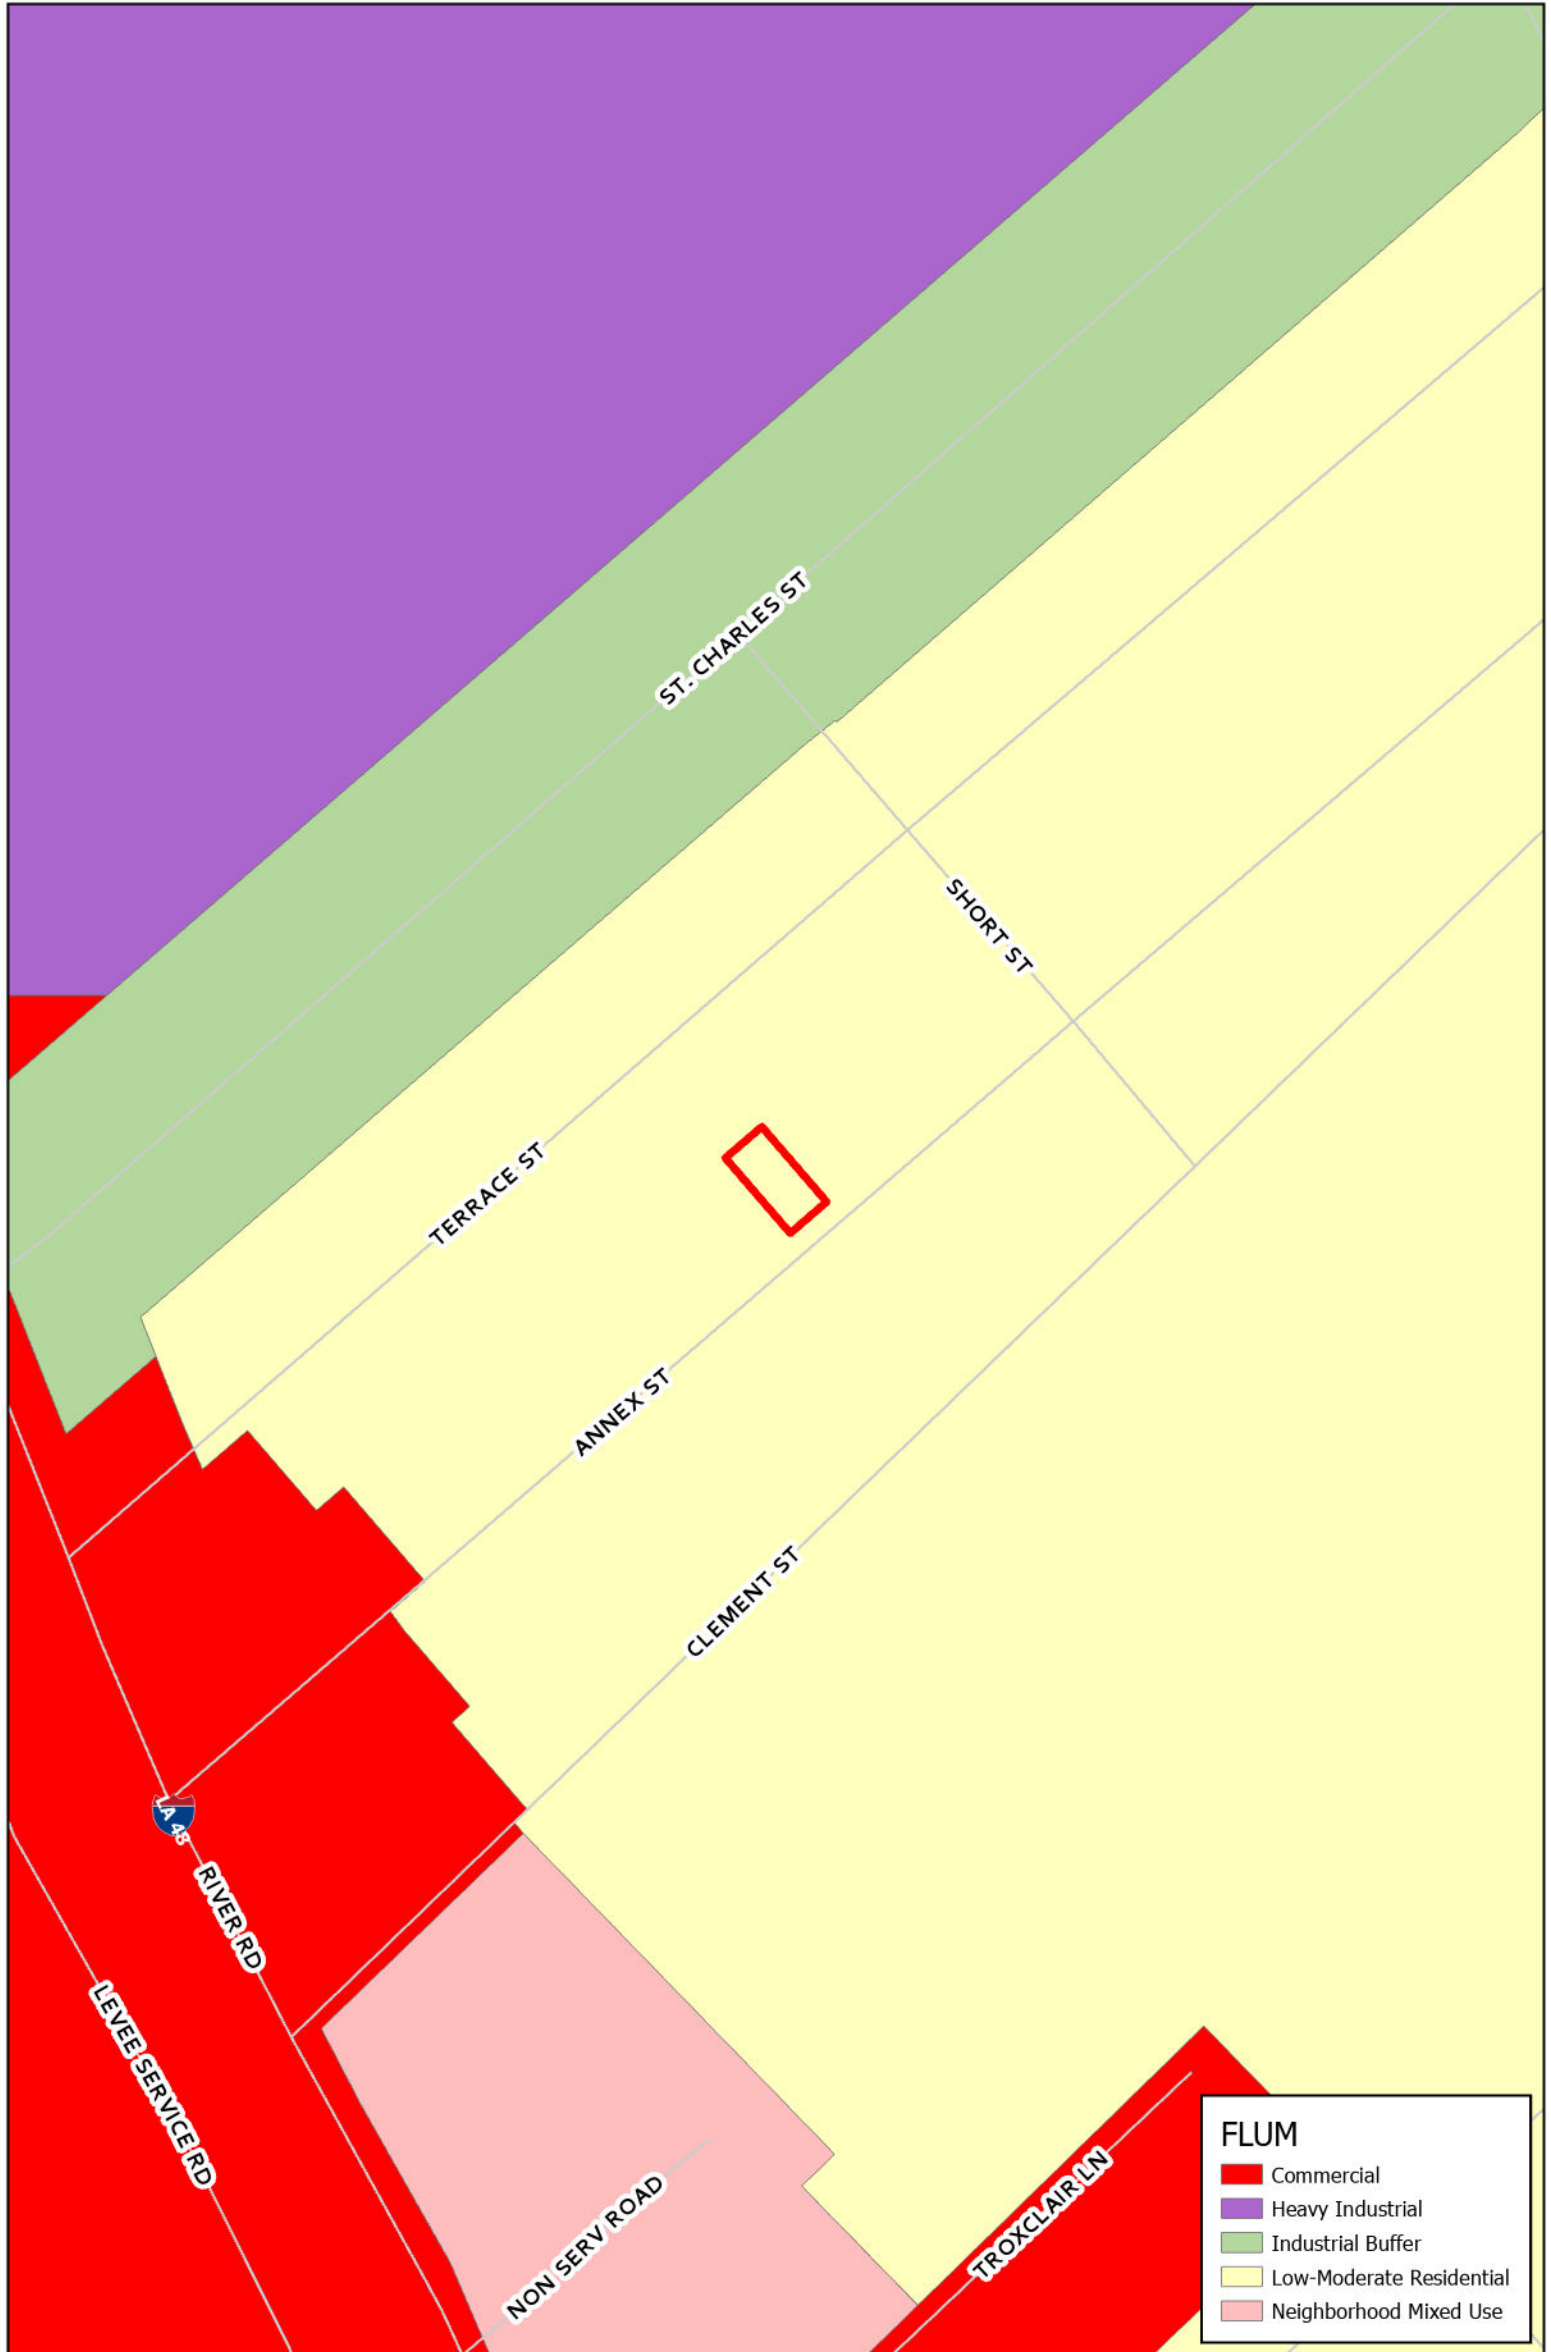 ST. CHARLES ST
SHORT ST
TERRACE ST
ANNEX ST
CLEMENT ST
LA 48
RIVER RD
LEVEE SERVICE RD
NON SERV ROAD
TROXCLAIR LN
FLUM
Commercial
Heavy Industrial
Industrial Buffer
Low-Moderate Residential
Neighborhood Mixed Use